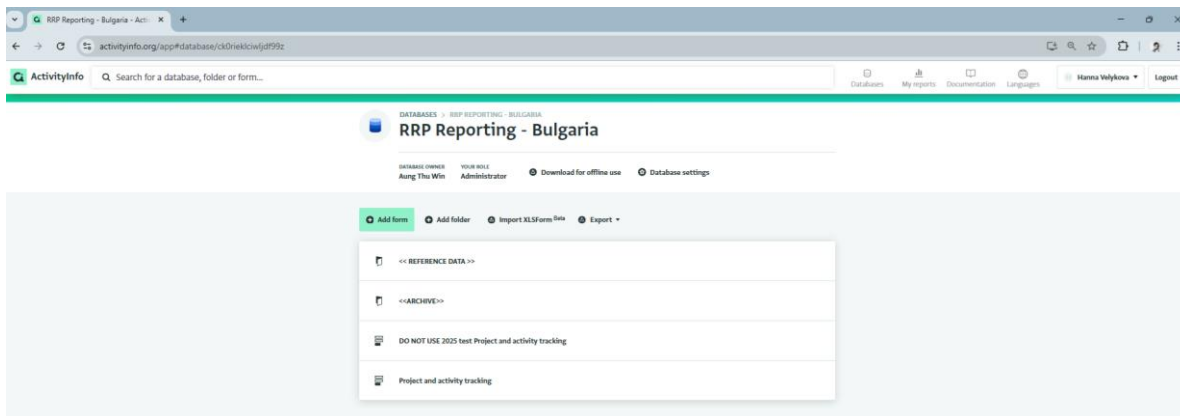 RRP Reporting - Bulgaria - Acti
activityinfo.org/app#database/ck0rieklciwljdf99z
ActivityInfo
Search for a database, folder or form...
Databases My reports Documentation Languages
Hanna Velykova
Logout
DATABASES > RRP REPORTING - BULGARIA
RRP Reporting - Bulgaria
DATABASE OWNER YOUR ROLE
Aung Thu Win Administrator Download for offline use Database settings
Add form Add folder Import XLSForm Beta Export
<< REFERENCE DATA >>
<<ARCHIVE>>
DO NOT USE 2025 test Project and activity tracking
Project and activity tracking